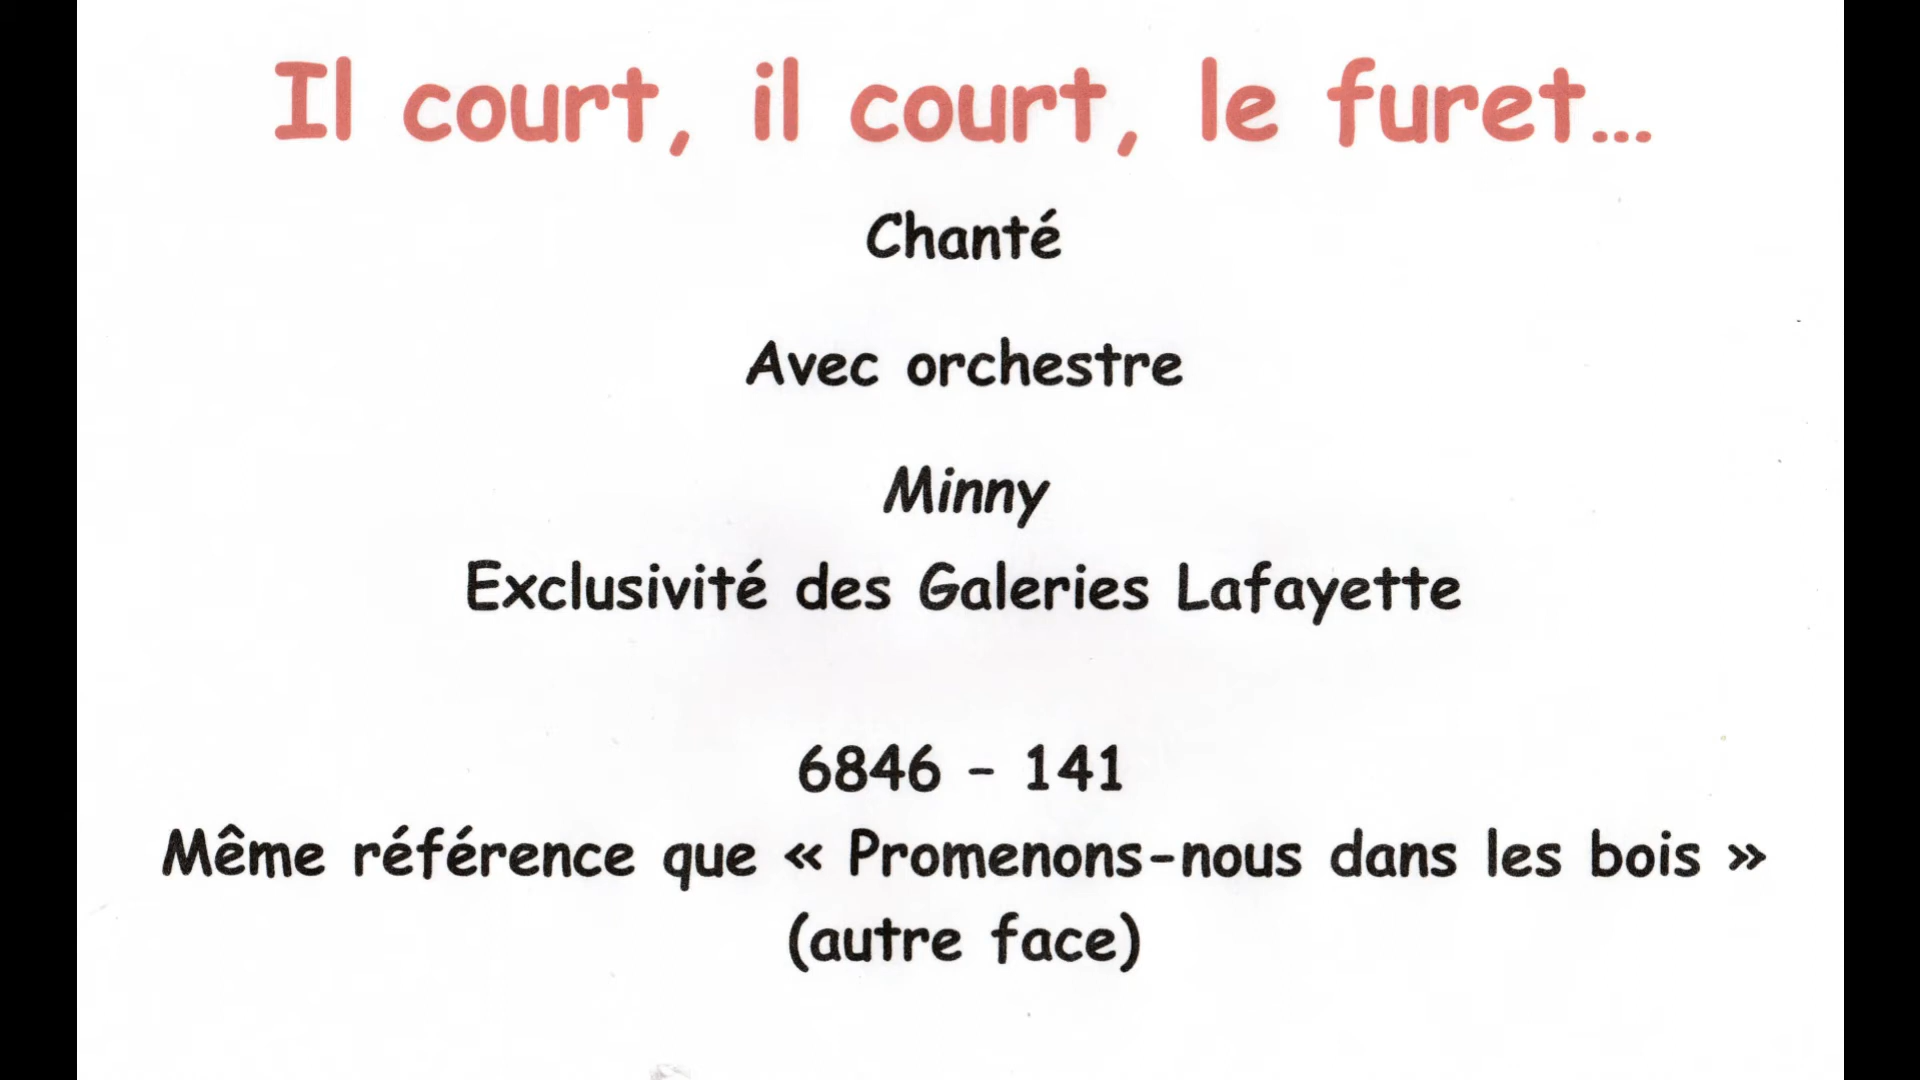 Il court, il court, le furet...
Chanté
Avec orchestre
Minny
Exclusivité des Galeries Lafayette
6846 - 141
Même référence que « Promenons-nous dans les bois »
(autre face)